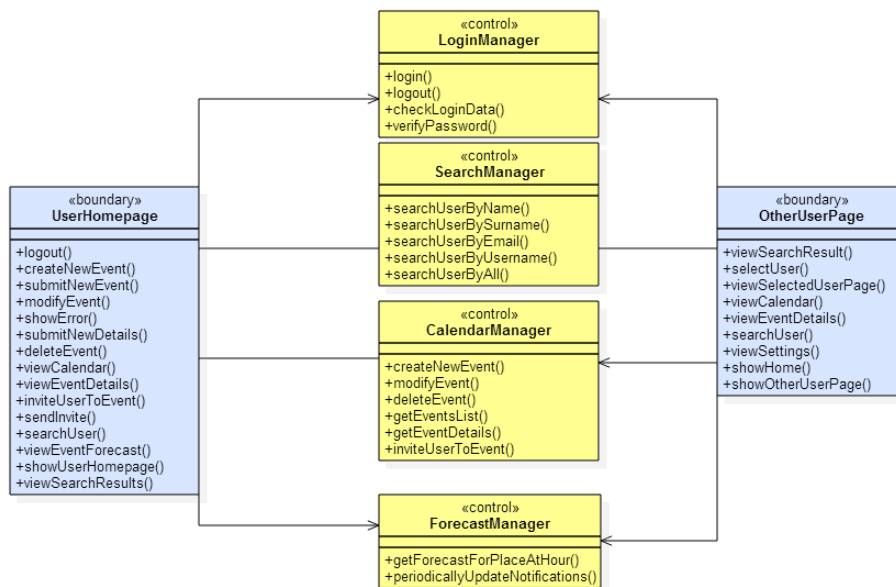 «control»
LoginManager
+login()
+logout()
+checkLoginData()
+verifyPassword()
«control»
SearchManager
+searchUserByName()
+searchUserBySurname()
+searchUserByEmail()
+searchUserByUsername()
+searchUserByAll()
«boundary»
UserHomepage
+logout()
+createNewEvent()
+submitNewEvent()
+modifyEvent()
+showError()
+submitNewDetails()
+deleteEvent()
+viewCalendar()
+viewEventDetails()
+inviteUserToEvent()
+sendInvite()
+searchUser()
+viewEventForecast()
+showUserHomepage()
+viewSearchResults()
«boundary»
OtherUserPage
+viewSearchResult()
+selectUser()
+viewSelectedUserPage()
+viewCalendar()
+viewEventDetails()
+searchUser()
+viewSettings()
+showHome()
+showOtherUserPage()
«control»
CalendarManager
+createNewEvent()
+modifyEvent()
+deleteEvent()
+getEventsList()
+getEventDetails()
+inviteUserToEvent()
«control»
ForecastManager
+getForecastForPlaceAtHour()
+periodicallyUpdateNotifications()